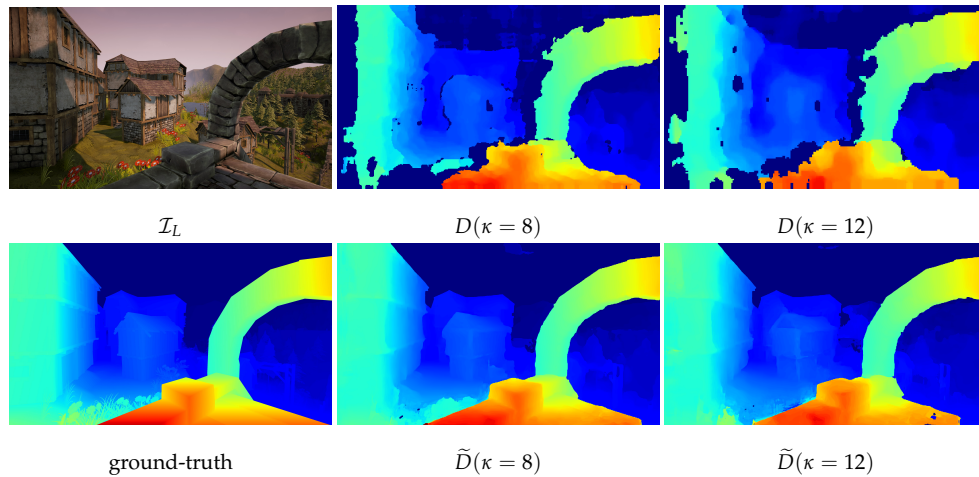 𝓘_L
D(κ = 8)
D(κ = 12)
ground-truth
D̃(κ = 8)
D̃(κ = 12)